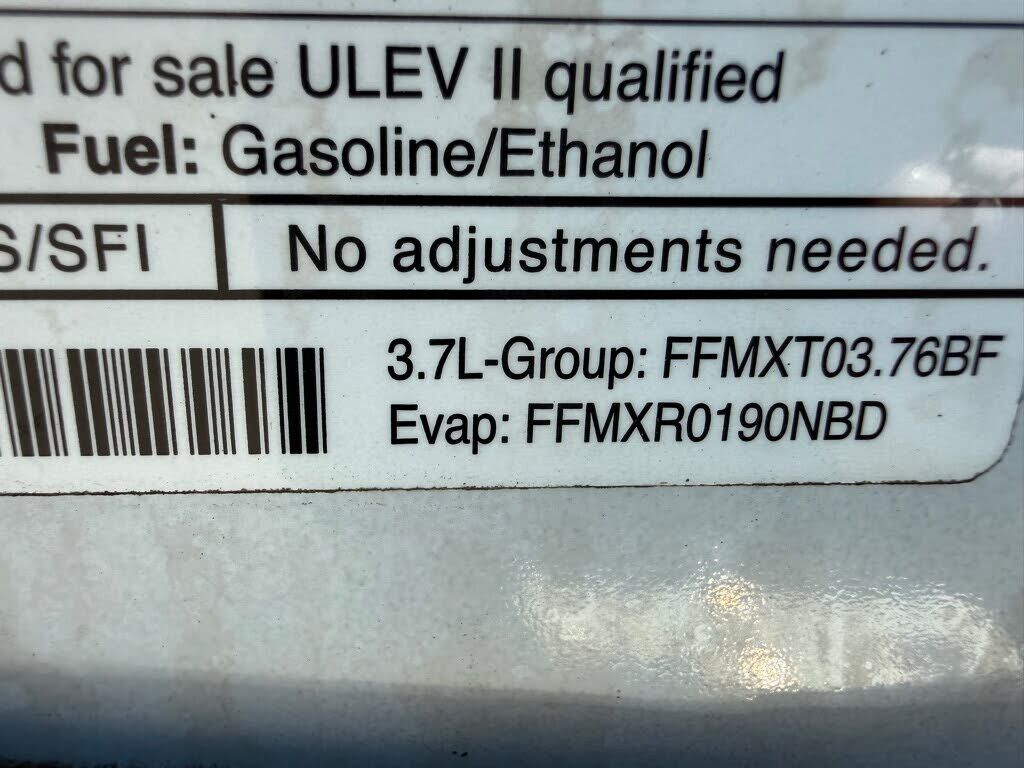 d for sale ULEV II qualified
Fuel: Gasoline/Ethanol
S/SFI
No adjustments needed.
3.7L-Group: FFMXT03.76BF
Evap: FFMXR0190NBD